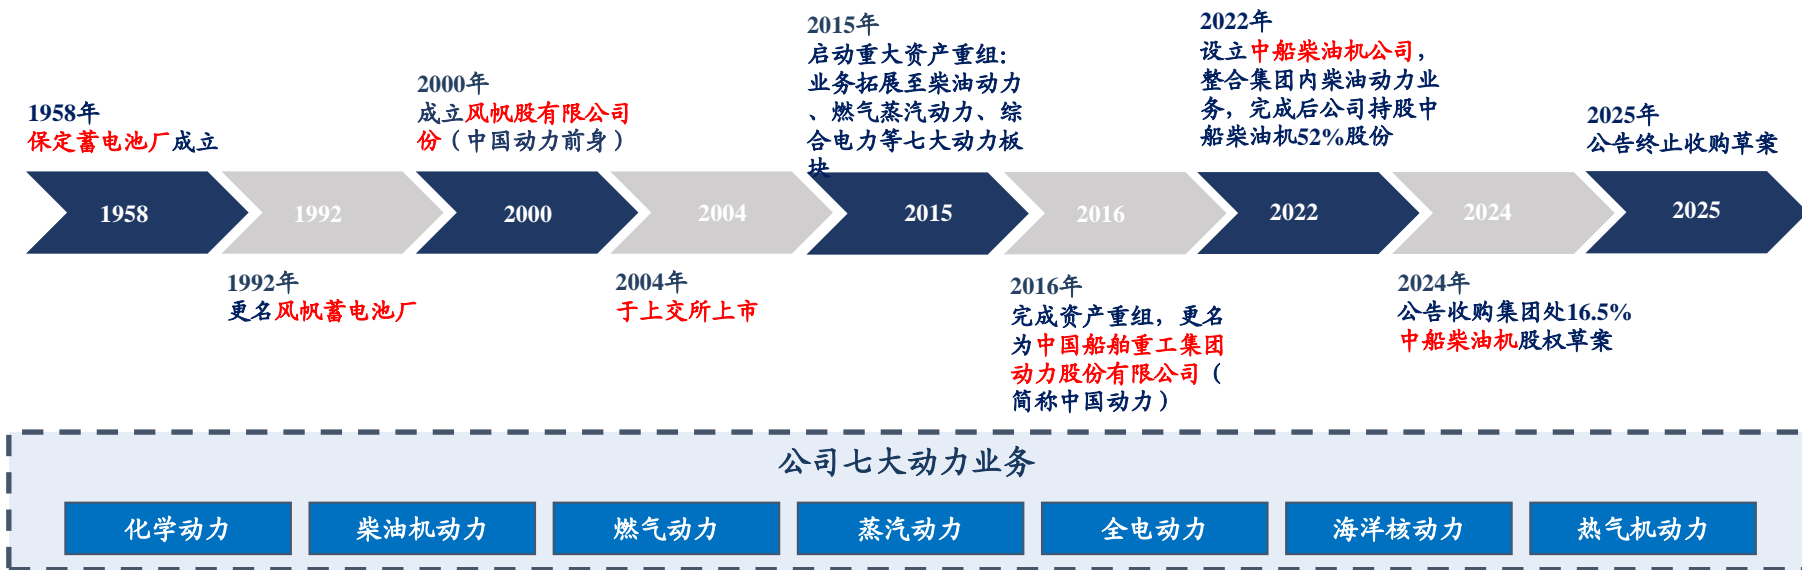 1958年
保定蓄电池厂成立
2000年
成立风帆股有限公司
份（中国动力前身）
2015年
启动重大资产重组：
业务拓展至柴油动力
、燃气蒸汽动力、综
合电力等七大动力板
块
2022年
设立中船柴油机公司，
整合集团内柴油动力业
务，完成后公司持股中
船柴油机52%股份
2025年
公告终止收购草案
1958
1992
2000
2004
2015
2016
2022
2024
2025
1992年
更名风帆蓄电池厂
2004年
于上交所上市
2016年
完成资产重组，更名
为中国船舶重工集团
动力股份有限公司（
简称中国动力）
2024年
公告收购集团处16.5%
中船柴油机股权草案
公司七大动力业务
化学动力
柴油机动力
燃气动力
蒸汽动力
全电动力
海洋核动力
热气机动力